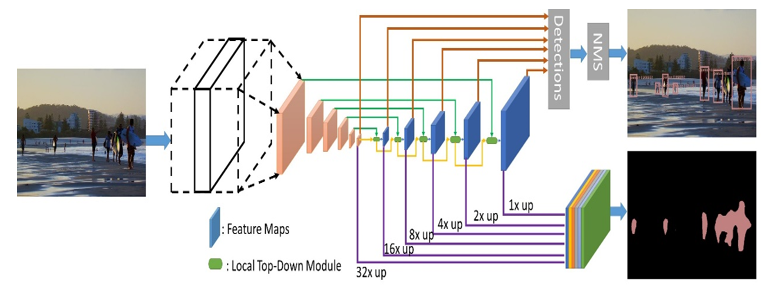 Detections
NMS
1x up
2x up
4x up
8x up
16x up
32x up
: Feature Maps
: Local Top-Down Module